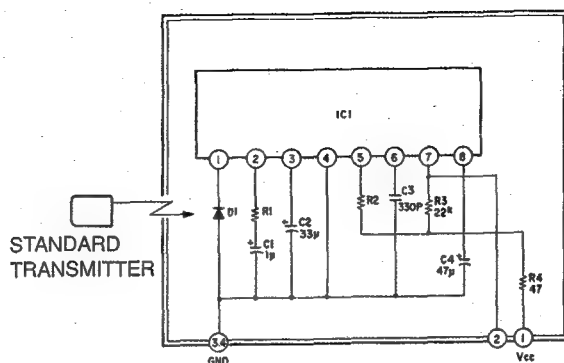 IC1
1 2 3 4 5 6 7 8
D1
R1
C1
1μ
C2
33μ
R2
C3
330P
R3
22k
C4
47μ
R4
47
STANDARD
TRANSMITTER
3.4
GND
2
1
Vcc